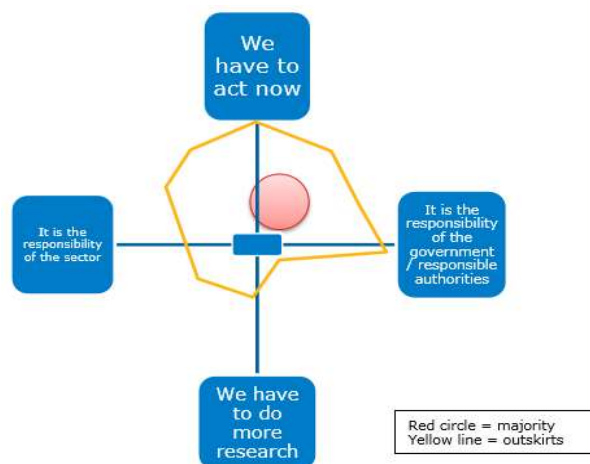 We
have to
act now
It is the
responsibility
of the sector
It is the
responsibility
of the
government
/ responsible
authorities
We have
to do
more
research
Red circle = majority
Yellow line = outskirts